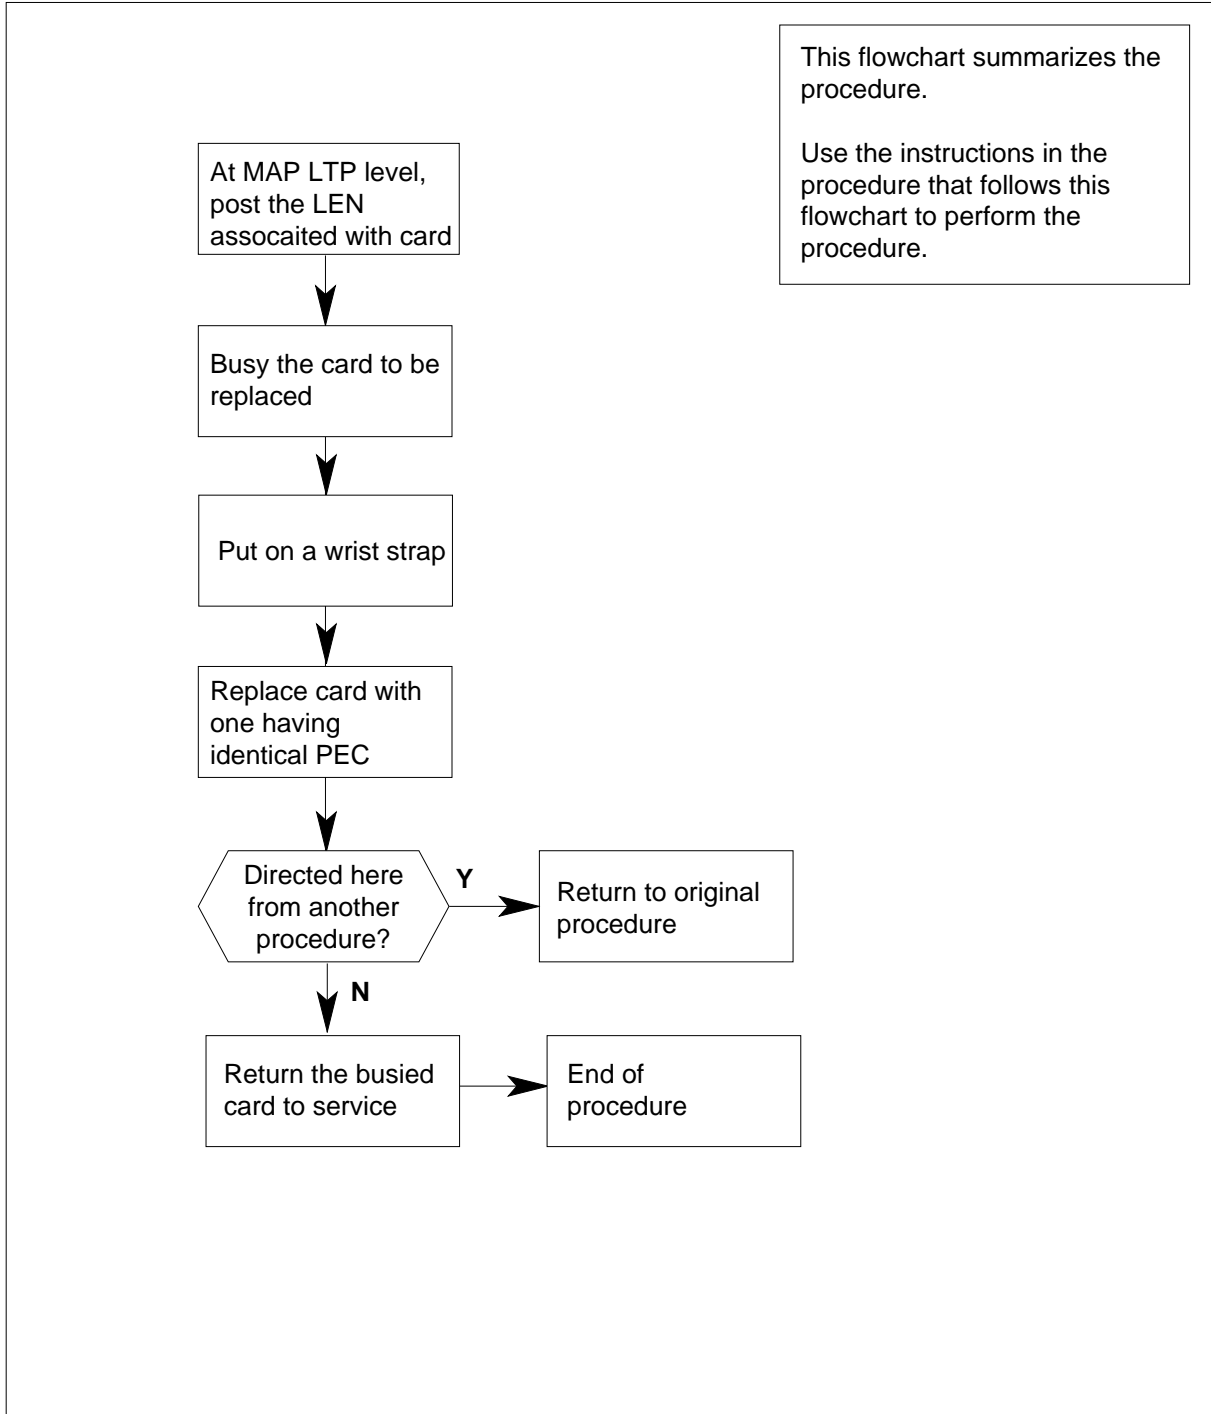 This flowchart summarizes the
procedure.
Use the instructions in the
procedure that follows this
flowchart to perform the
procedure.
At MAP LTP level,
post the LEN
assocaited with card
Busy the card to be
replaced
Put on a wrist strap
Replace card with
one having
identical PEC
Directed here
from another
procedure?
Y
Return to original
procedure
N
Return the busied
card to service
End of
procedure